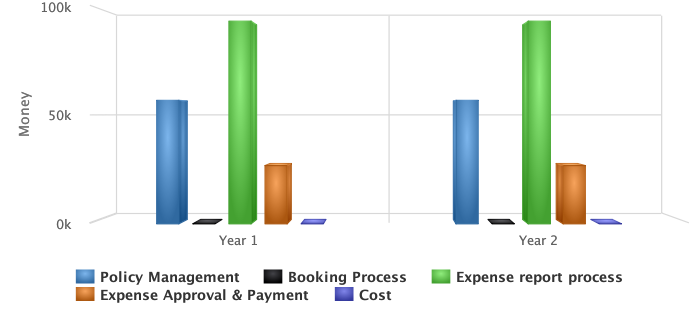 100k
50k
0k
Money
Year 1
Year 2
Policy Management
Booking Process
Expense report process
Expense Approval & Payment
Cost